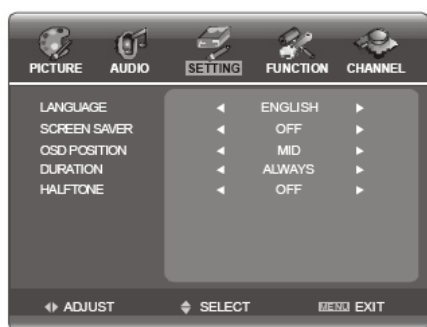 PICTURE AUDIO SETTING FUNCTION CHANNEL
LANGUAGE ENGLISH
SCREEN SAVER OFF
OSD POSITION MID
DURATION ALWAYS
HALFTONE OFF
ADJUST SELECT MENU EXIT